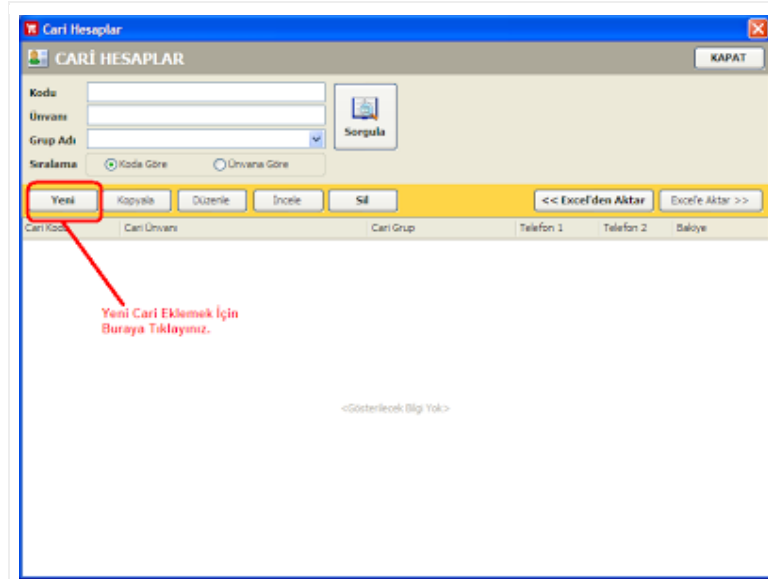 Cari Hesaplar
CARİ HESAPLAR
KAPAT
Kodu
Ünvanı
Grup Adı
Sorgula
Sıralama Koda Göre Ünvana Göre
Yeni Kopyala Düzenle İncele Sil << Excel'den Aktar Excel'e Aktar >>
Cari Kodu Cari Ünvanı Cari Grup Telefon 1 Telefon 2 Bakiye
Yeni Cari Eklemek İçin
Buraya Tıklayınız.
<Gösterilecek Bilgi Yok>